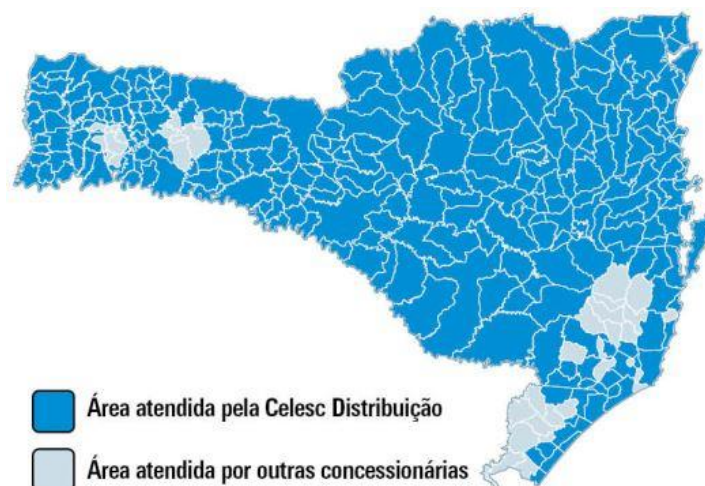 Área atendida pela Celesc Distribuição
Área atendida por outras concessionárias